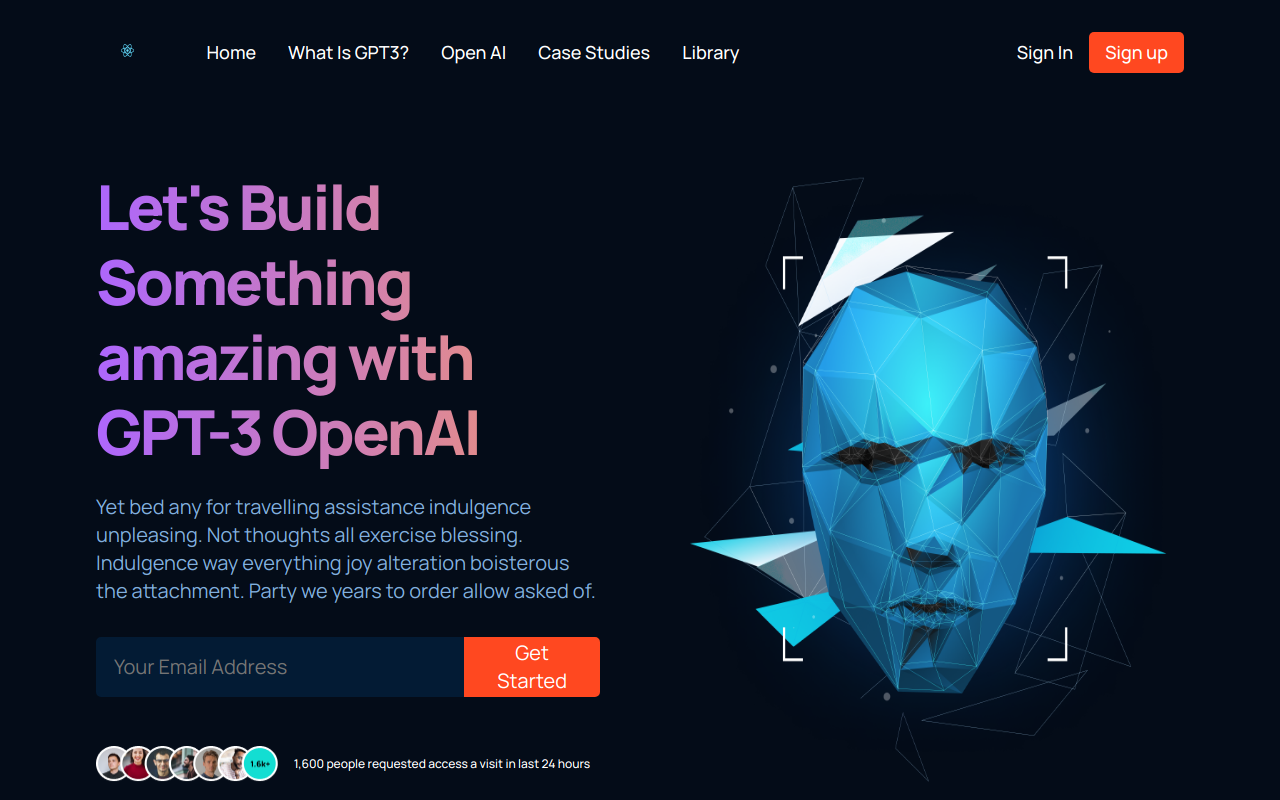 Home What Is GPT3? Open AI Case Studies Library Sign In Sign up
Let's Build
Something
amazing with
GPT-3 OpenAI
Yet bed any for travelling assistance indulgence
unpleasing. Not thoughts all exercise blessing.
Indulgence way everything joy alteration boisterous
the attachment. Party we years to order allow asked of.
Your Email Address
Get
Started
1.6k+
1,600 people requested access a visit in last 24 hours